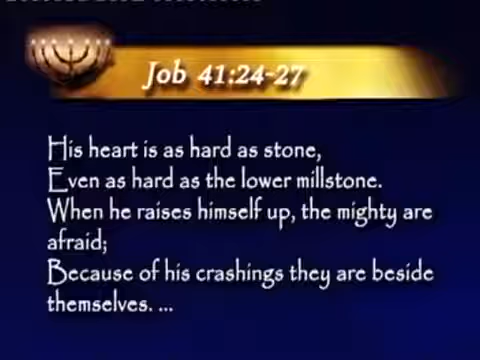 Job 41:24-27
His heart is as hard as stone,
Even as hard as the lower millstone.
When he raises himself up, the mighty are
afraid;
Because of his crashings they are beside
themselves. ...